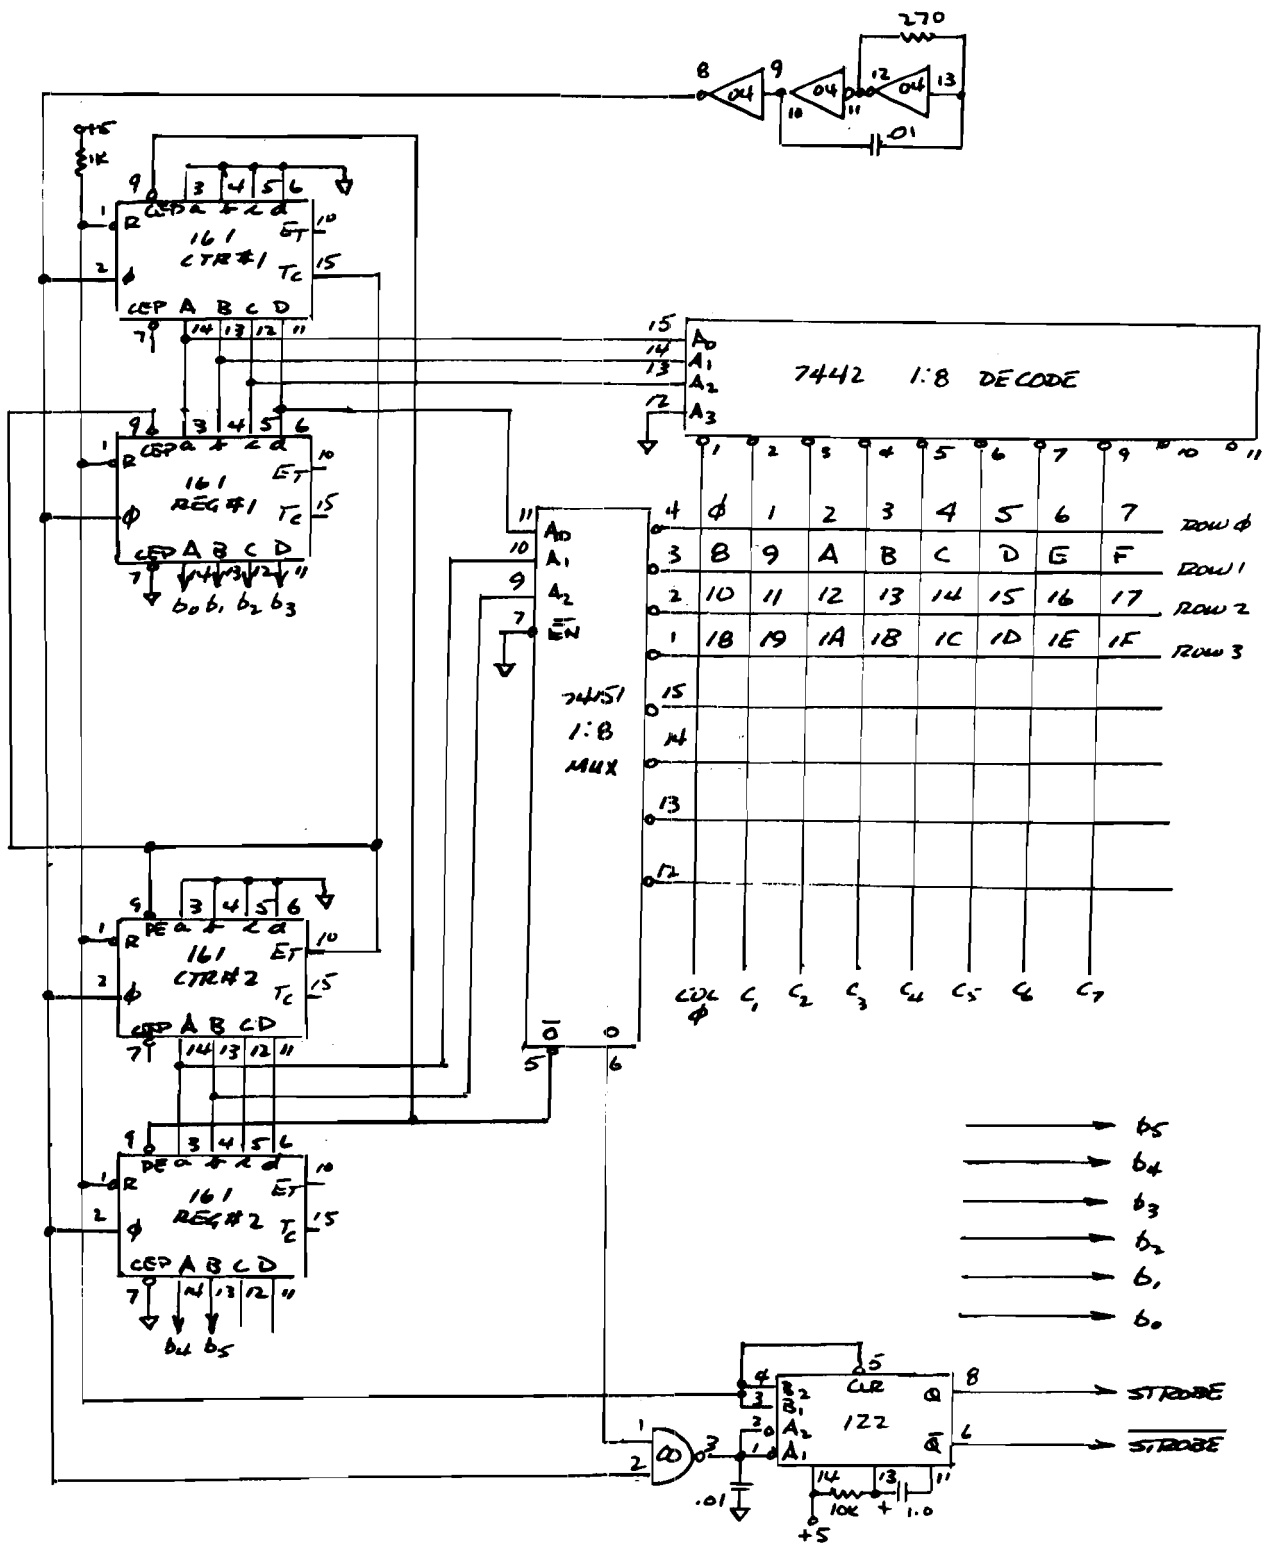 270
8 04 9 10 04 11 12 04 13
.01
+5
1K
9 3 4 5 6
1 R CEP a b c d ET 10
161
CTR #1
2 φ TC 15
CEP A B C D
7 14 13 12 11
15 A0
14 A1
13 A2
12 A3
7442 1:8 DECODE
1 2 3 4 5 6 7 9 10 11
9 3 4 5 6
1 R CEP a b c d ET 10
161
REG #1
φ TC 15
CEP A B C D
7 14 13 12 11
b0 b1 b2 b3
11 A0
10 A1
9 A2
7 EN
74151
1:8
MUX
4 φ 1 2 3 4 5 6 7 ROW φ
3 8 9 A B C D E F ROW 1
2 10 11 12 13 14 15 16 17 ROW 2
1 18 19 1A 1B 1C 1D 1E 1F ROW 3
15
14
13
12
COL φ C1 C2 C3 C4 C5 C6 C7
9 3 4 5 6
1 R PE a b c d ET 10
161
CTR #2
2 φ TC 15
CEP A B C D
7 14 13 12 11
O O
5 6
9 3 4 5 6
1 R PE a b c d ET 10
161
REG #2
2 φ TC 15
CEP A B C D
7 14 13 12 11
b4 b5
b5
b4
b3
b2
b1
b0
5
4 B2 CLR Q 8 STROBE
3 B1
122
2 A2
1 A1 Q 6 STROBE
1 00 3
2
.01
14 13 11
10K + 1.0
+5